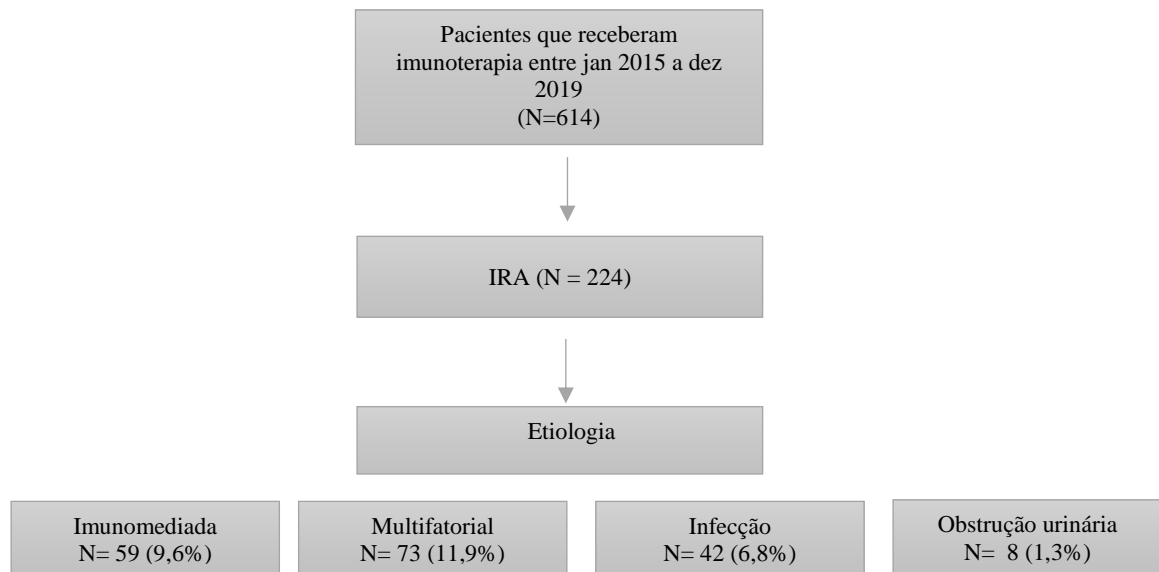 Pacientes que receberam
imunoterapia entre jan 2015 a dez
2019
(N=614)
IRA (N = 224)
Etiologia
Imunomediada
N= 59 (9,6%)
Multifatorial
N= 73 (11,9%)
Infecção
N= 42 (6,8%)
Obstrução urinária
N=  8 (1,3%)